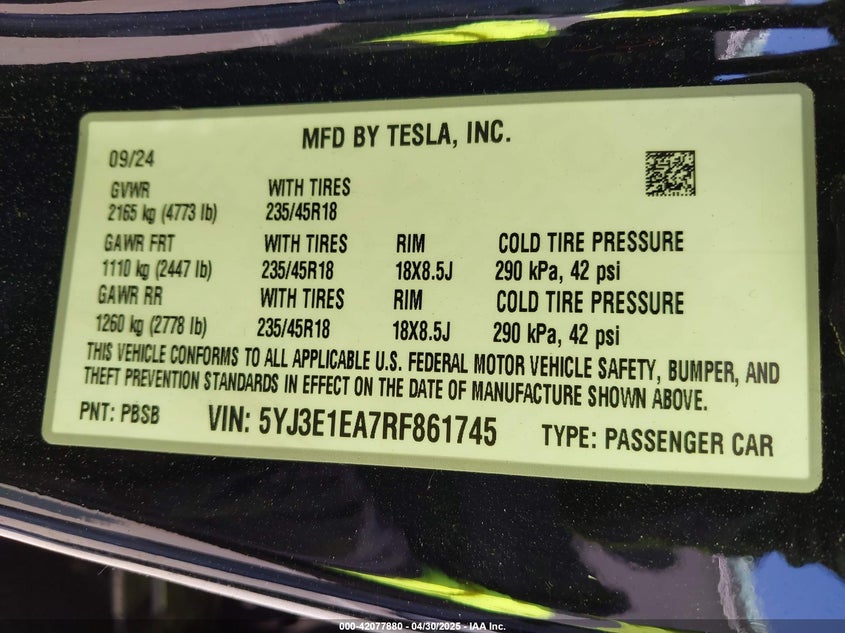 MFD BY TESLA, INC.
09/24
GVWR WITH TIRES
2165 kg (4773 lb) 235/45R18
GAWR FRT WITH TIRES RIM COLD TIRE PRESSURE
1110 kg (2447 lb) 235/45R18 18X8.5J 290 kPa, 42 psi
GAWR RR WITH TIRES RIM COLD TIRE PRESSURE
1260 kg (2778 lb) 235/45R18 18X8.5J 290 kPa, 42 psi
THIS VEHICLE CONFORMS TO ALL APPLICABLE U.S. FEDERAL MOTOR VEHICLE SAFETY, BUMPER, AND
THEFT PREVENTION STANDARDS IN EFFECT ON THE DATE OF MANUFACTURE SHOWN ABOVE.
PNT: PBSB VIN: 5YJ3E1EA7RF861745 TYPE: PASSENGER CAR
000-42077880 - 04/30/2025 - IAA Inc.